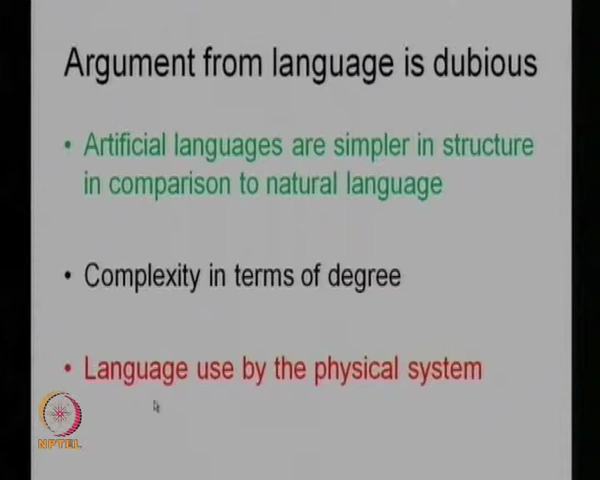 Argument from language is dubious
• Artificial languages are simpler in structure
in comparison to natural language
• Complexity in terms of degree
• Language use by the physical system
NPTEL